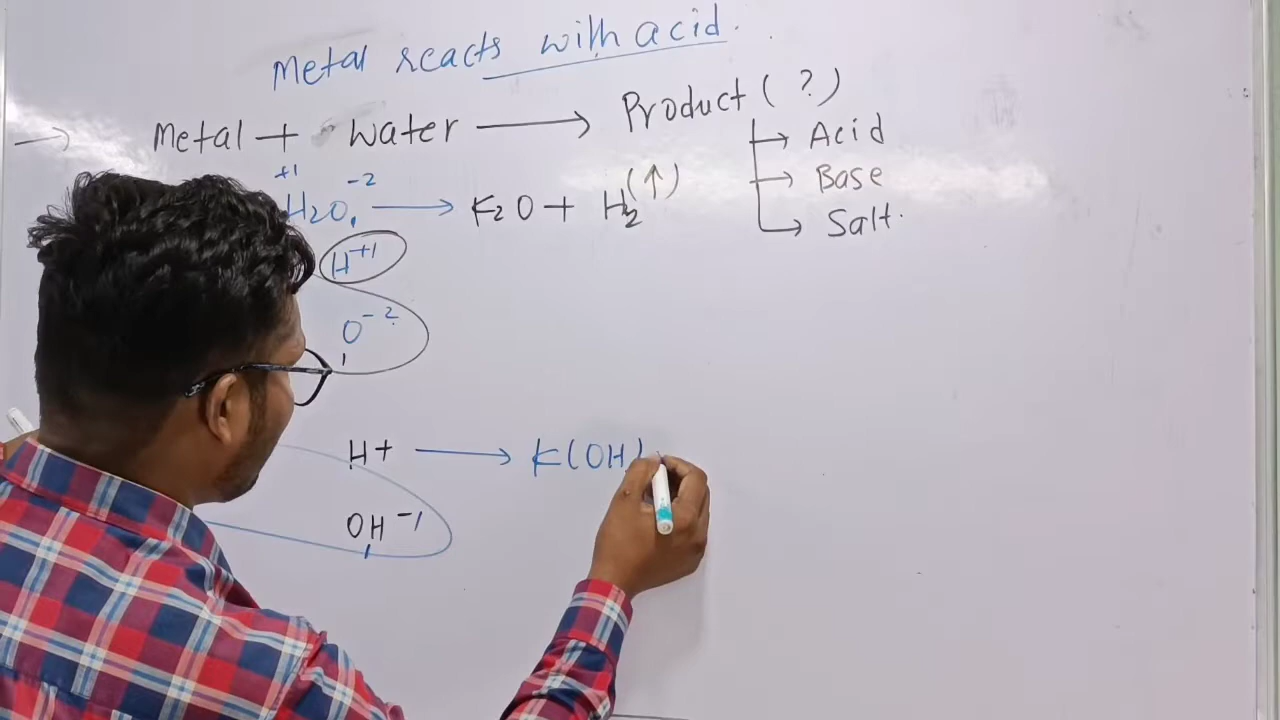 Metal reacts with acid.
→ Metal + Water → Product (?)
→ Acid
→ Base
→ Salt.
+1 -2
H2O, → K2O + H2 (↑)
H+1
O-2
H+ → K(OH)
OH-1